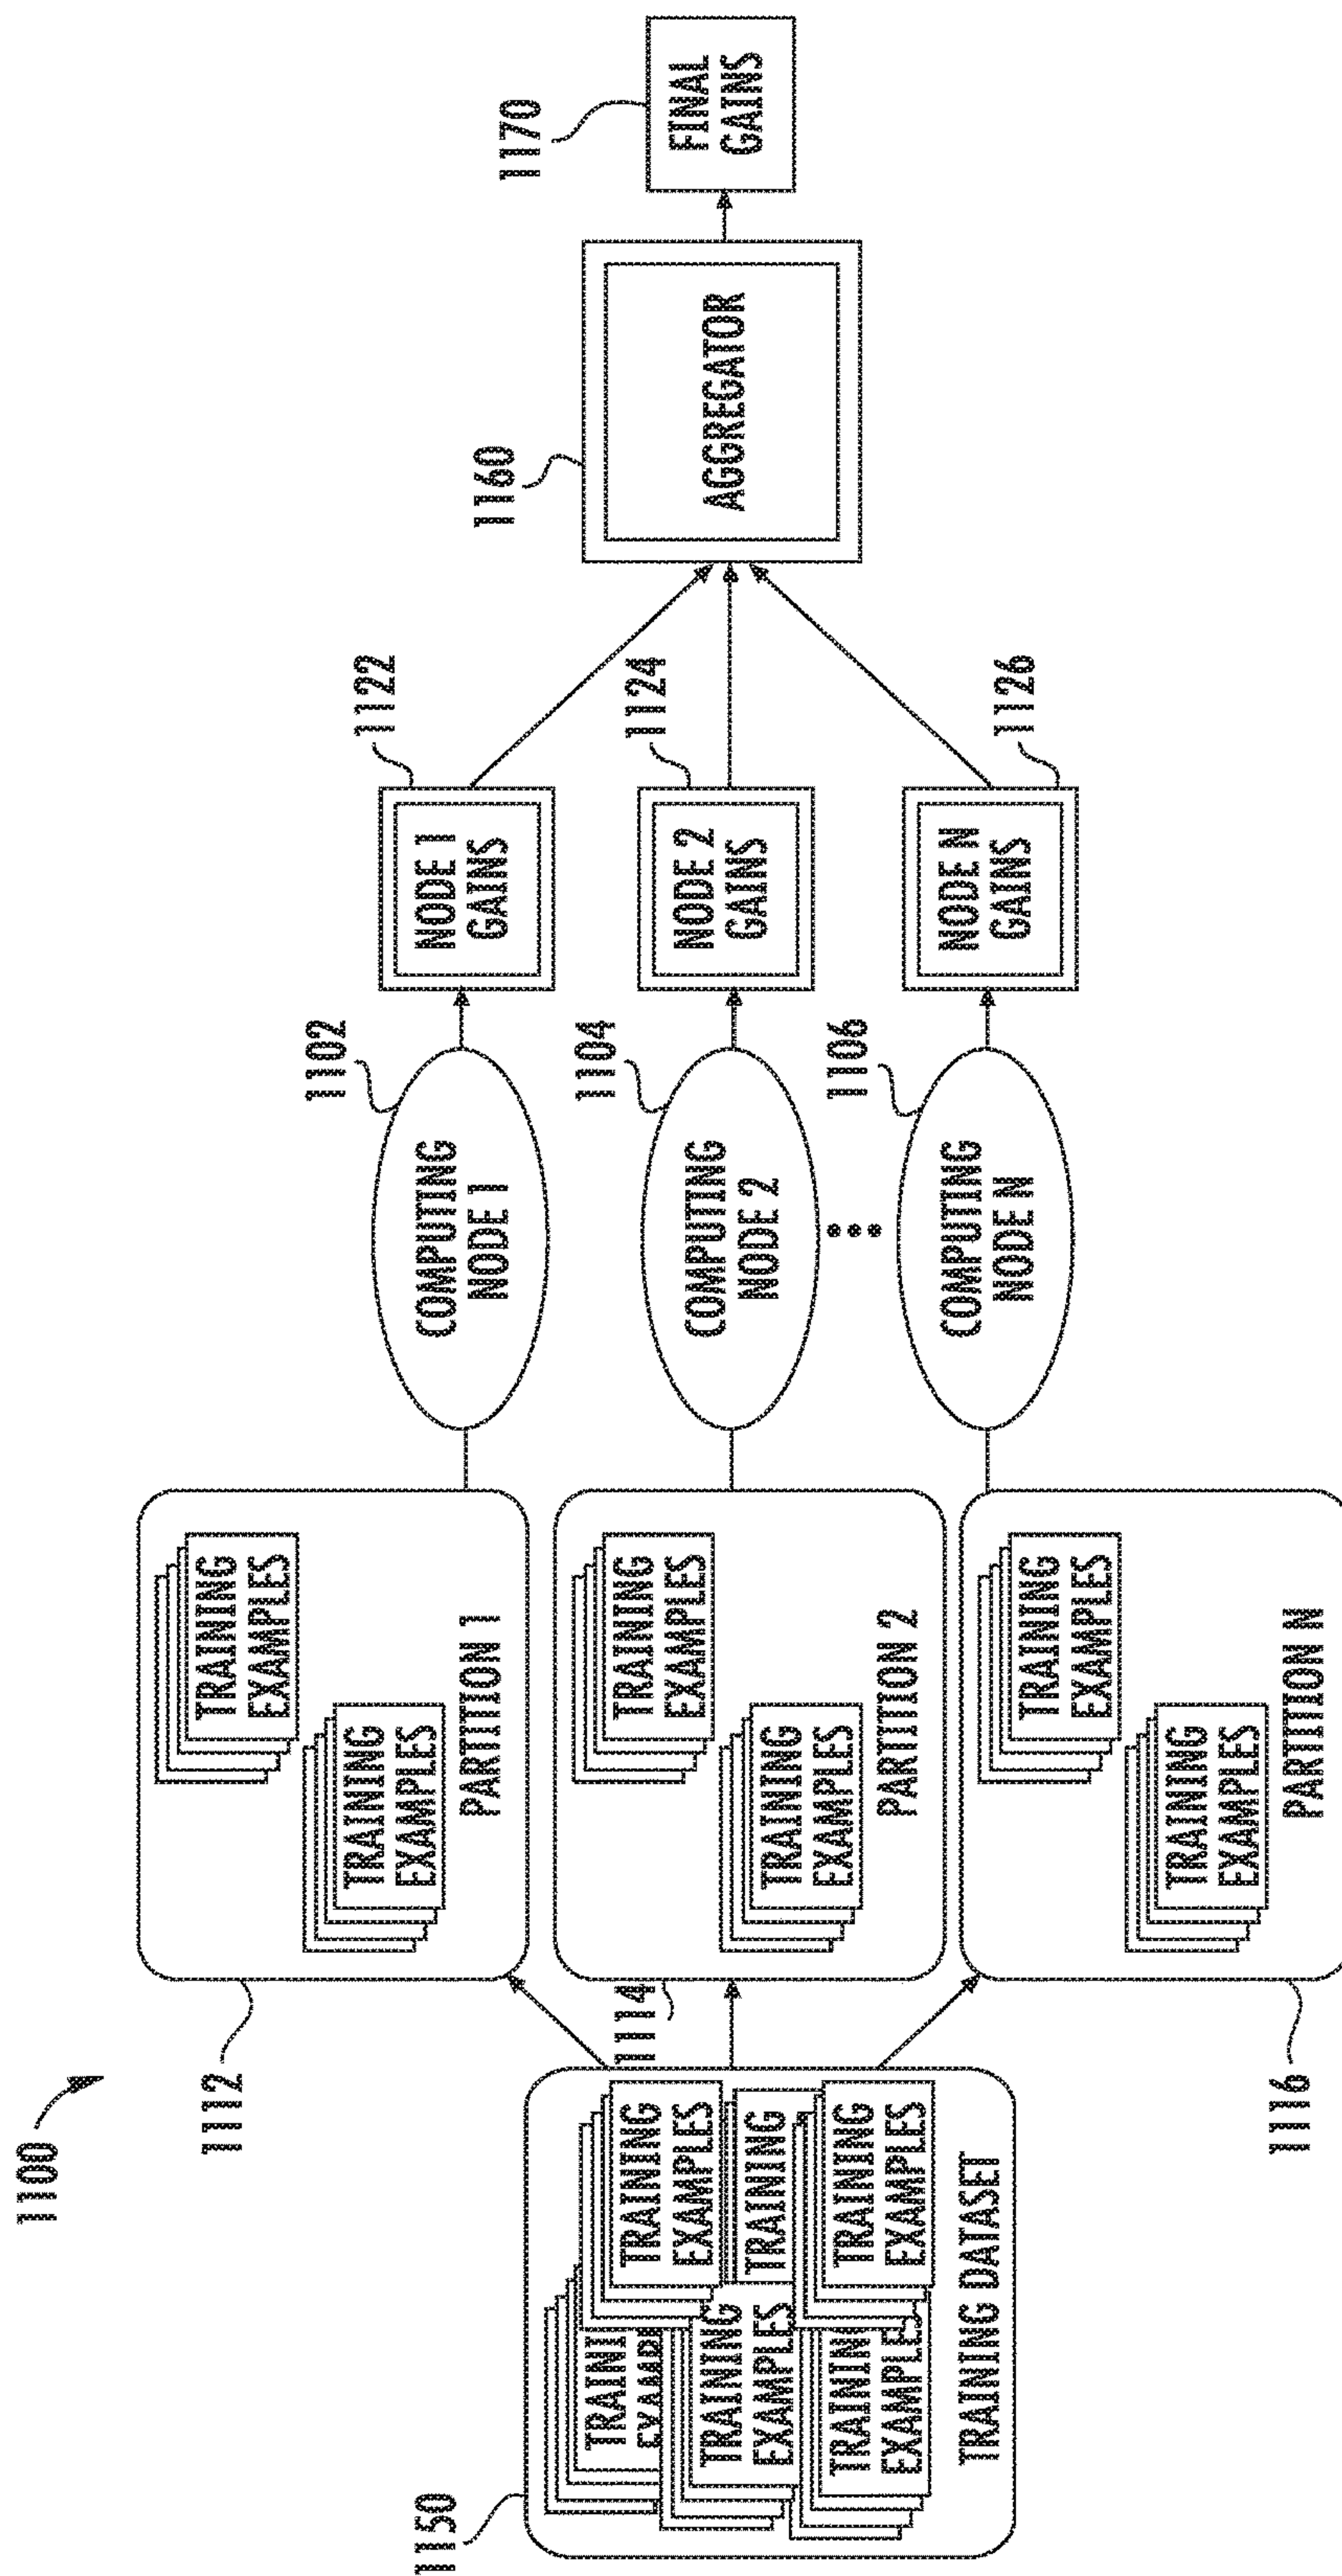 1100
1150
TRAINI
TRAINING
EXAMPLES
TRAINING
EXAMPLES
TRAINING
TRAINING
EXAMPLES
TRAINING
EXAMPLES
TRAINING DATASET
1112
TRAINING
EXAMPLES
TRAINING
EXAMPLES
PARTITION 1
1114
TRAINING
EXAMPLES
TRAINING
EXAMPLES
PARTITION 2
1116
TRAINING
EXAMPLES
TRAINING
EXAMPLES
PARTITION N
1102
COMPUTING
NODE 1
1104
COMPUTING
NODE 2
1106
COMPUTING
NODE N
1122
NODE 1
GAINS
1124
NODE 2
GAINS
1126
NODE N
GAINS
1160
AGGREGATOR
1170
FINAL
GAINS